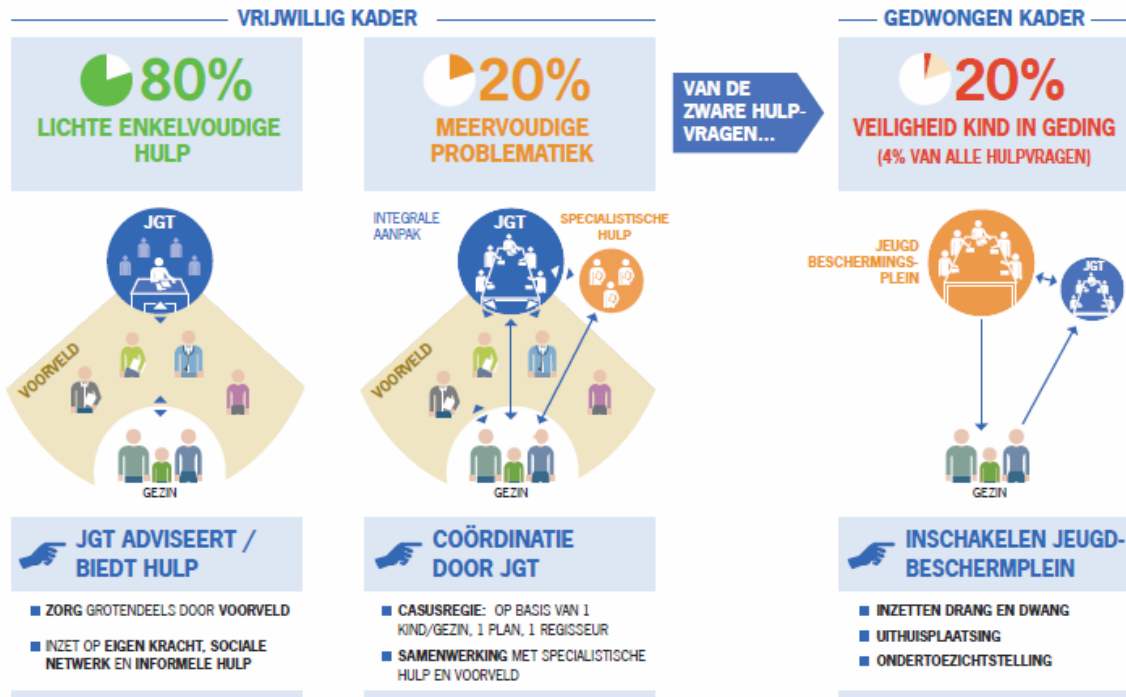 VRIJWILLIG KADER
80%
LICHTE ENKELVOUDIGE
HULP
JGT
VOORVELD
GEZIN
JGT ADVISEERT /
BIEDT HULP
ZORG GROTENDEELS DOOR VOORVELD
INZET OP EIGEN KRACHT, SOCIALE
NETWERK EN INFORMELE HULP
20%
MEERVOUDIGE
PROBLEMATIEK
INTEGRALE
AANPAK
JGT
SPECIALISTISCHE
HULP
VOORVELD
GEZIN
COÖRDINATIE
DOOR JGT
CASUSREGIE: OP BASIS VAN 1
KIND/GEZIN, 1 PLAN, 1 REGISSEUR
SAMENWERKING MET SPECIALISTISCHE
HULP EN VOORVELD
VAN DE
ZWARE HULP-
VRAGEN...
GEDWONGEN KADER
20%
VEILIGHEID KIND IN GEDING
(4% VAN ALLE HULPVRAGEN)
JEUGD
BESCHERMINGS-
PLEIN
JGT
GEZIN
INSCHAKELEN JEUGD-
BESCHERMPLEIN
INZETTEN DRANG EN DWANG
UITHUISPLAATSING
ONDERTOEZICHTSTELLING